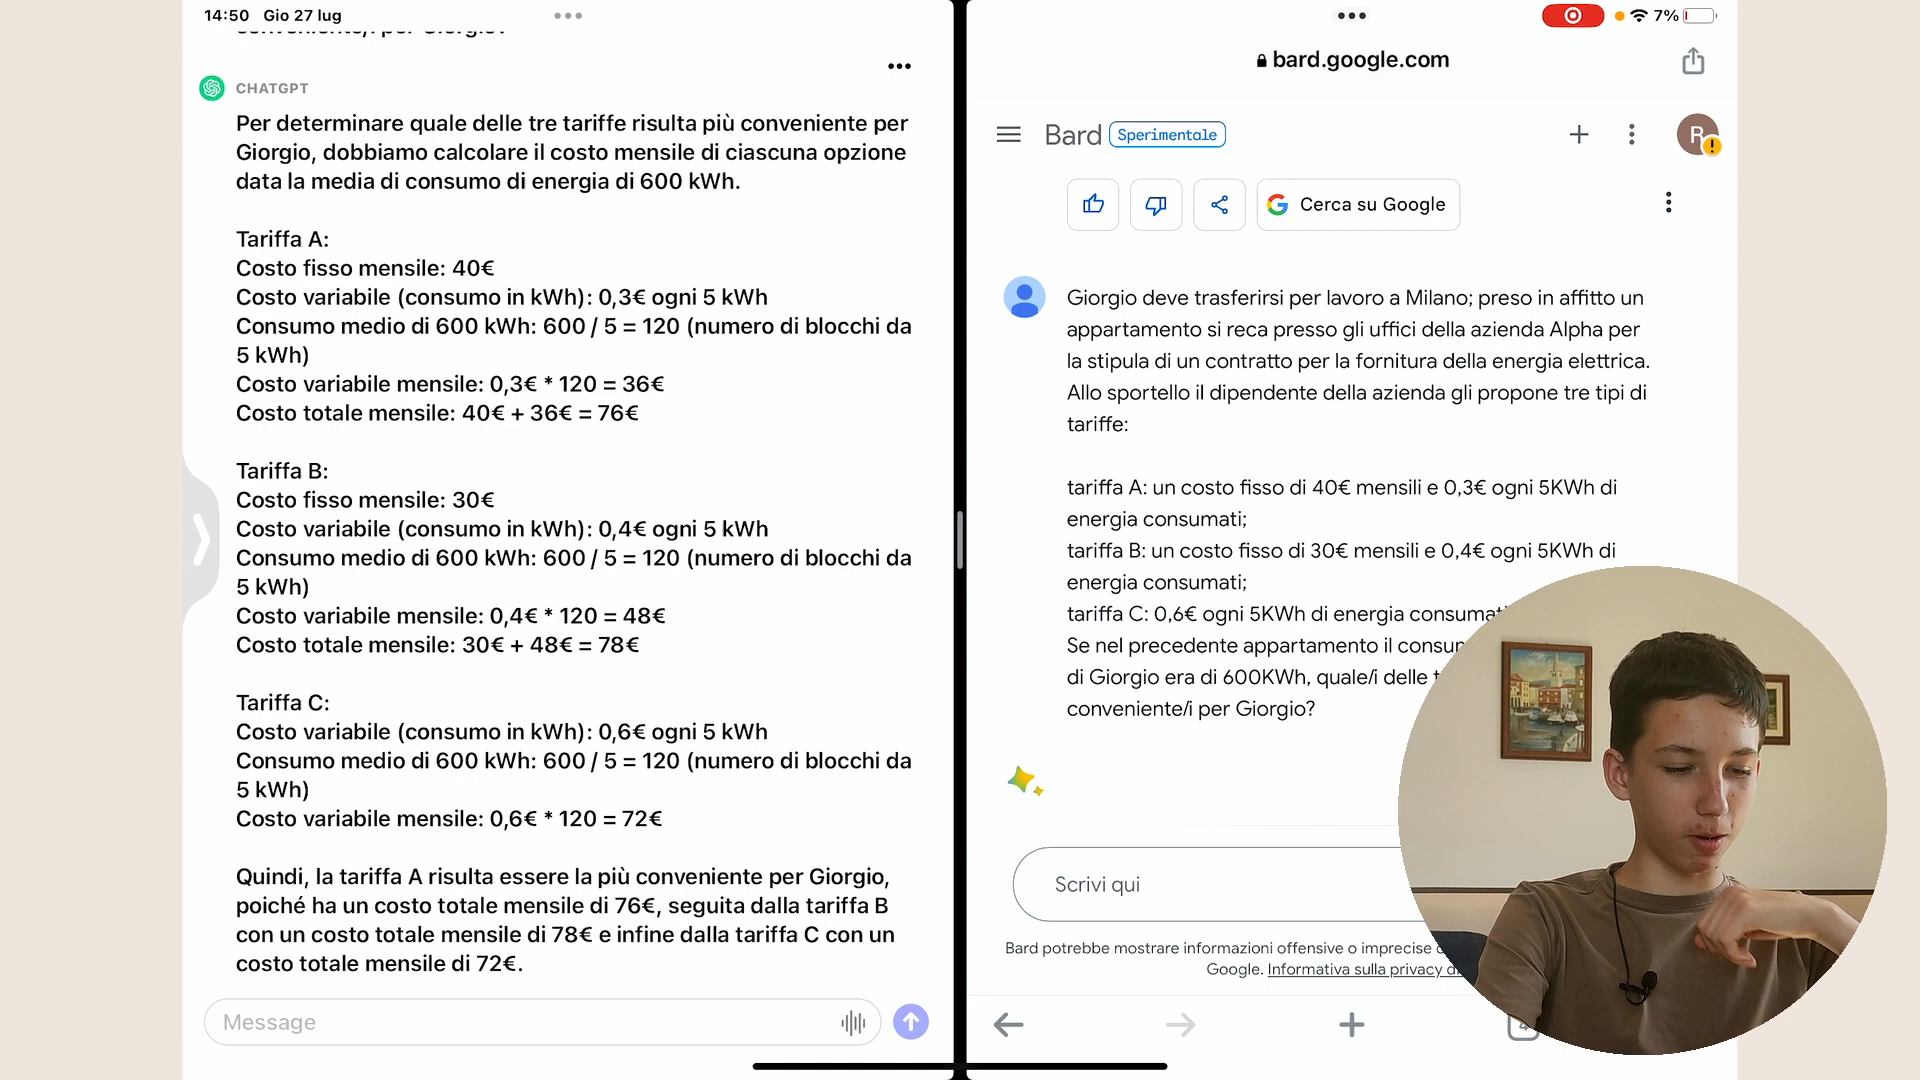 14:50 Gio 27 lug
CHATGPT
Per determinare quale delle tre tariffe risulta più conveniente per
Giorgio, dobbiamo calcolare il costo mensile di ciascuna opzione
data la media di consumo di energia di 600 kWh.
Tariffa A:
Costo fisso mensile: 40€
Costo variabile (consumo in kWh): 0,3€ ogni 5 kWh
Consumo medio di 600 kWh: 600 / 5 = 120 (numero di blocchi da
5 kWh)
Costo variabile mensile: 0,3€ * 120 = 36€
Costo totale mensile: 40€ + 36€ = 76€
Tariffa B:
Costo fisso mensile: 30€
Costo variabile (consumo in kWh): 0,4€ ogni 5 kWh
Consumo medio di 600 kWh: 600 / 5 = 120 (numero di blocchi da
5 kWh)
Costo variabile mensile: 0,4€ * 120 = 48€
Costo totale mensile: 30€ + 48€ = 78€
Tariffa C:
Costo variabile (consumo in kWh): 0,6€ ogni 5 kWh
Consumo medio di 600 kWh: 600 / 5 = 120 (numero di blocchi da
5 kWh)
Costo variabile mensile: 0,6€ * 120 = 72€
Quindi, la tariffa A risulta essere la più conveniente per Giorgio,
poiché ha un costo totale mensile di 76€, seguita dalla tariffa B
con un costo totale mensile di 78€ e infine dalla tariffa C con un
costo totale mensile di 72€.
Message
7%
bard.google.com
Bard Sperimentale
R
Cerca su Google
Giorgio deve trasferirsi per lavoro a Milano; preso in affitto un
appartamento si reca presso gli uffici della azienda Alpha per
la stipula di un contratto per la fornitura della energia elettrica.
Allo sportello il dipendente della azienda gli propone tre tipi di
tariffe:
tariffa A: un costo fisso di 40€ mensili e 0,3€ ogni 5KWh di
energia consumati;
tariffa B: un costo fisso di 30€ mensili e 0,4€ ogni 5KWh di
energia consumati;
tariffa C: 0,6€ ogni 5KWh di energia
Se nel precedente appartamento il
di Giorgio era di 600KWh, quale/i delle
conveniente/i per Giorgio?
Scrivi qui
Bard potrebbe mostrare informazioni offensive o imprecise
Google. Informativa sulla privacy